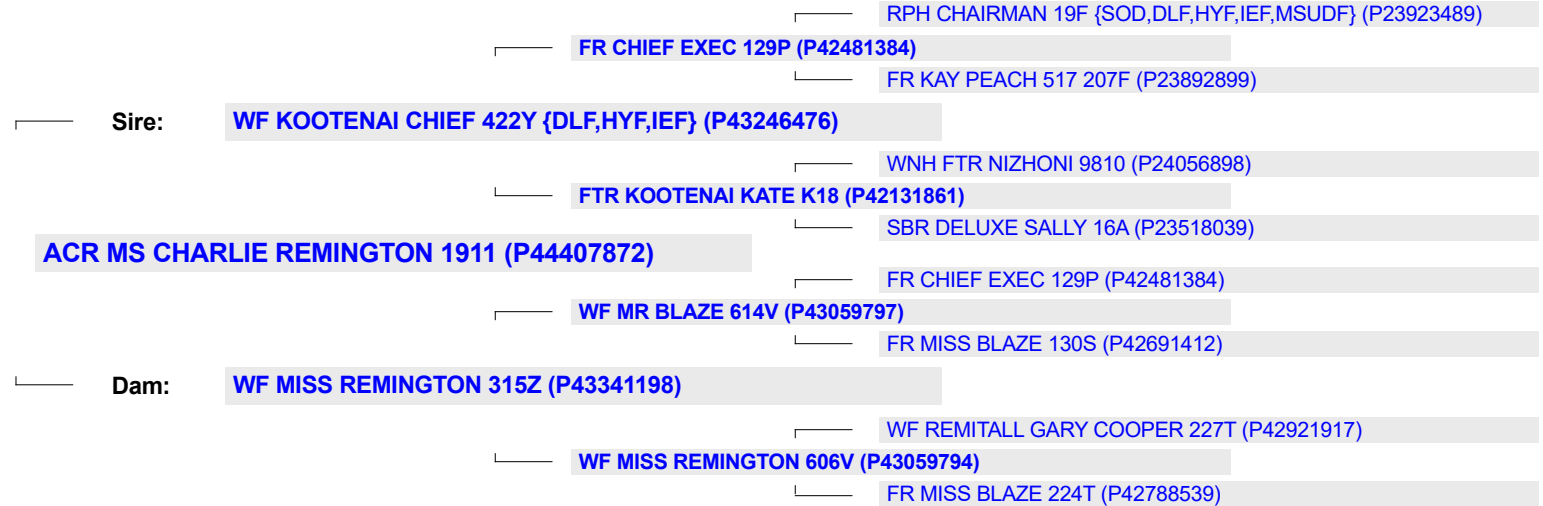 RPH CHAIRMAN 19F {SOD,DLF,HYF,IEF,MSUDF} (P23923489)
FR CHIEF EXEC 129P (P42481384)
FR KAY PEACH 517 207F (P23892899)
Sire: WF KOOTENAI CHIEF 422Y {DLF,HYF,IEF} (P43246476)
WNH FTR NIZHONI 9810 (P24056898)
FTR KOOTENAI KATE K18 (P42131861)
SBR DELUXE SALLY 16A (P23518039)
ACR MS CHARLIE REMINGTON 1911 (P44407872)
FR CHIEF EXEC 129P (P42481384)
WF MR BLAZE 614V (P43059797)
FR MISS BLAZE 130S (P42691412)
Dam: WF MISS REMINGTON 315Z (P43341198)
WF REMITALL GARY COOPER 227T (P42921917)
WF MISS REMINGTON 606V (P43059794)
FR MISS BLAZE 224T (P42788539)